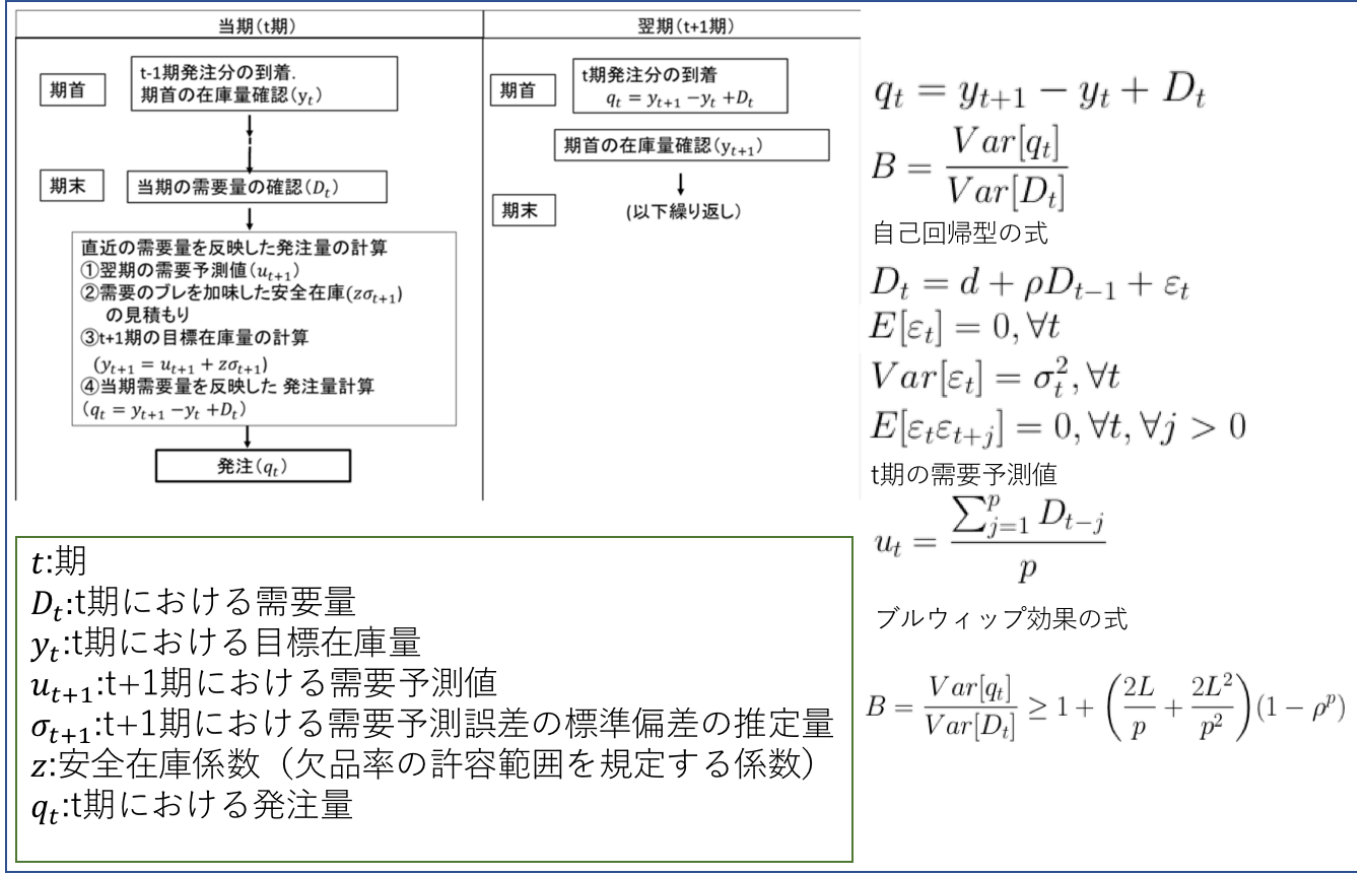 当期(t期)
翌期(t+1期)
期首
t-1期発注分の到着.
期首の在庫量確認(y_t)
期末
当期の需要量の確認(D_t)
直近の需要量を反映した発注量の計算
①翌期の需要予測値(u_{t+1})
②需要のブレを加味した安全在庫(zσ_{t+1})
の見積もり
③t+1期の目標在庫量の計算
(y_{t+1} = u_{t+1} + zσ_{t+1})
④当期需要量を反映した 発注量計算
(q_t = y_{t+1} −y_t +D_t)
発注(q_t)
期首
t期発注分の到着
q_t = y_{t+1} −y_t +D_t
期首の在庫量確認(y_{t+1})
期末
(以下繰り返し)
t:期
D_t:t期における需要量
y_t:t期における目標在庫量
u_{t+1}:t+1期における需要予測値
σ_{t+1}:t+1期における需要予測誤差の標準偏差の推定量
z:安全在庫係数（欠品率の許容範囲を規定する係数）
q_t:t期における発注量
q_t = y_{t+1} − y_t + D_t
B = \frac{Var[q_t]}{Var[D_t]}
自己回帰型の式
D_t = d + ρD_{t−1} + ε_t
E[ε_t] = 0, ∀t
Var[ε_t] = σ_t^2, ∀t
E[ε_tε_{t+j}] = 0, ∀t, ∀j > 0
t期の需要予測値
u_t = \frac{\sum_{j=1}^{p} D_{t−j}}{p}
ブルウィップ効果の式
B = \frac{Var[q_t]}{Var[D_t]} ≥ 1 + \left(\frac{2L}{p} + \frac{2L^2}{p^2}\right)(1 − ρ^p)